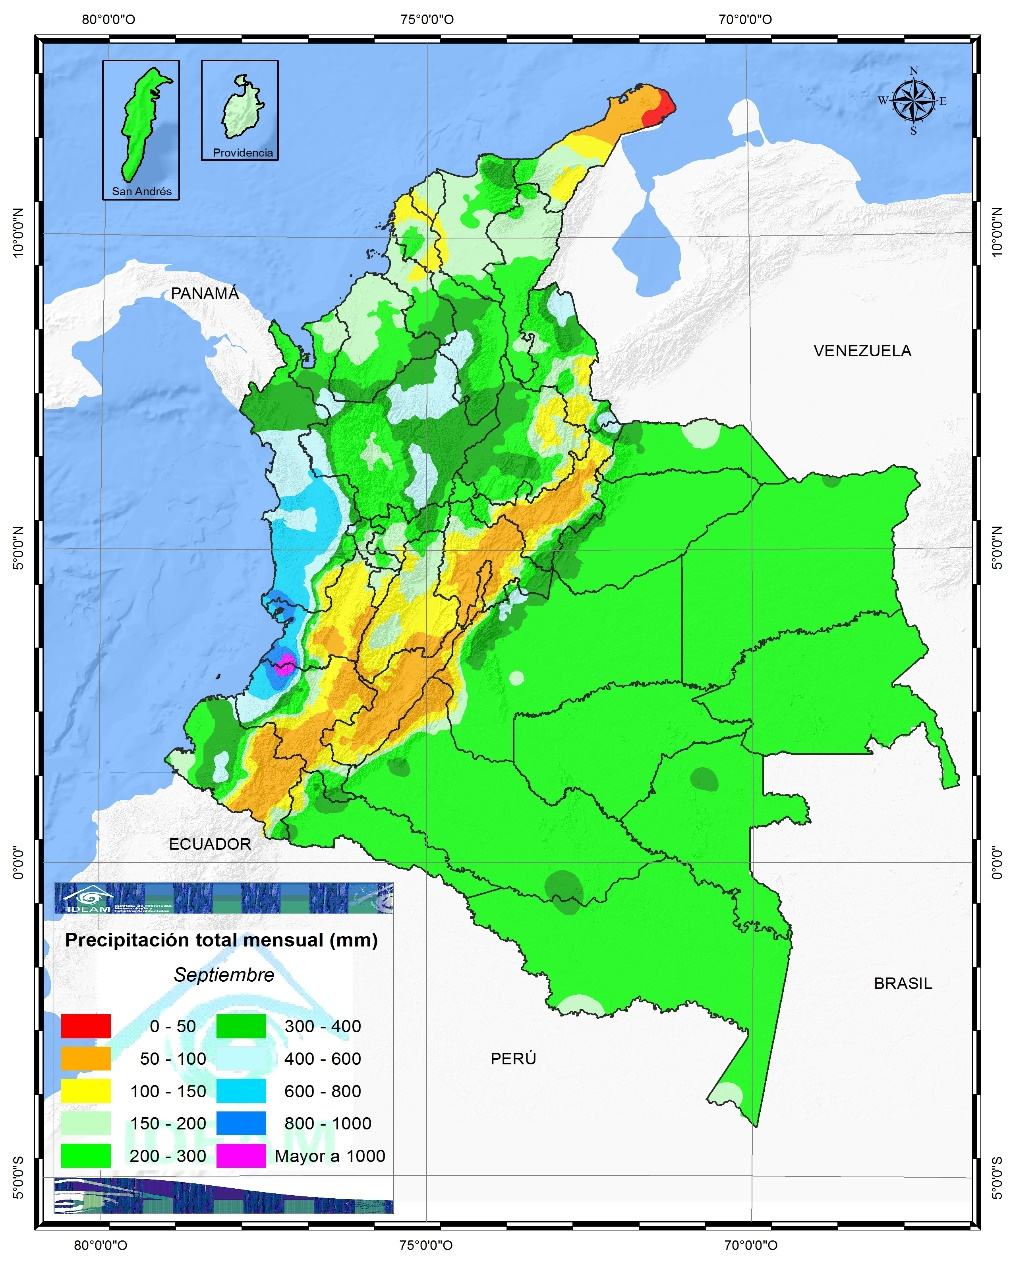 80°0'0"O 75°0'0"O 70°0'0"O
N
W E
S
San Andrés
Providencia
10°0'0"N 10°0'0"N
PANAMÁ
VENEZUELA
5°0'0"N 5°0'0"N
ECUADOR
0°0'0" 0°0'0"
IDEAM
Precipitación total mensual (mm)
Septiembre
BRASIL
0 - 50 300 - 400
50 - 100 400 - 600
100 - 150 600 - 800
150 - 200 800 - 1000
200 - 300 Mayor a 1000
IDEAM
PERÚ
5°0'0"S 5°0'0"S
80°0'0"O 75°0'0"O 70°0'0"O